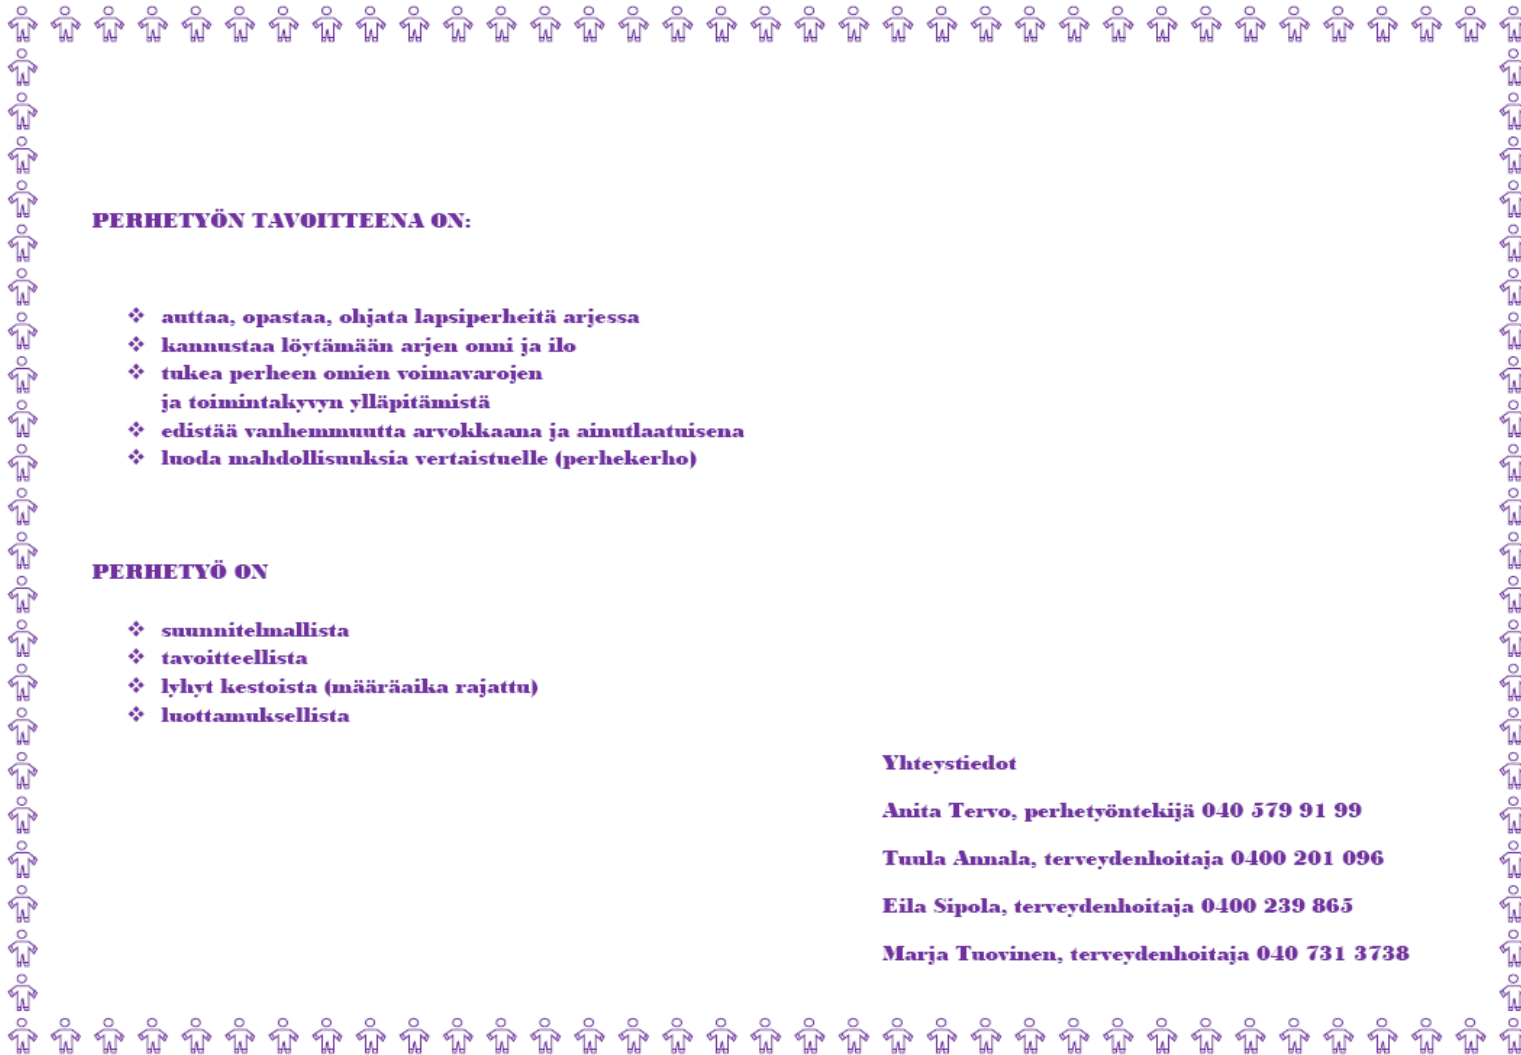 PERHETYÖN TAVOITTEENA ON:
❖ auttaa, opastaa, ohjata lapsiperheitä arjessa
❖ kannustaa löytämään arjen onni ja ilo
❖ tukea perheen omien voimavarojen
ja toimintakyvyn ylläpitämistä
❖ edistää vanhemmuutta arvokkaana ja ainutlaatuisena
❖ luoda mahdollisuuksia vertaistuelle (perhekerho)
PERHETYÖ ON
❖ suunnitelmallista
❖ tavoitteellista
❖ lyhyt kestoista (määräaika rajattu)
❖ luottamuksellista
Yhteystiedot
Anita Tervo, perhetyöntekijä 040 579 91 99
Tuula Annala, terveydenhoitaja 0400 201 096
Eila Sipola, terveydenhoitaja 0400 239 865
Marja Tuovinen, terveydenhoitaja 040 731 3738